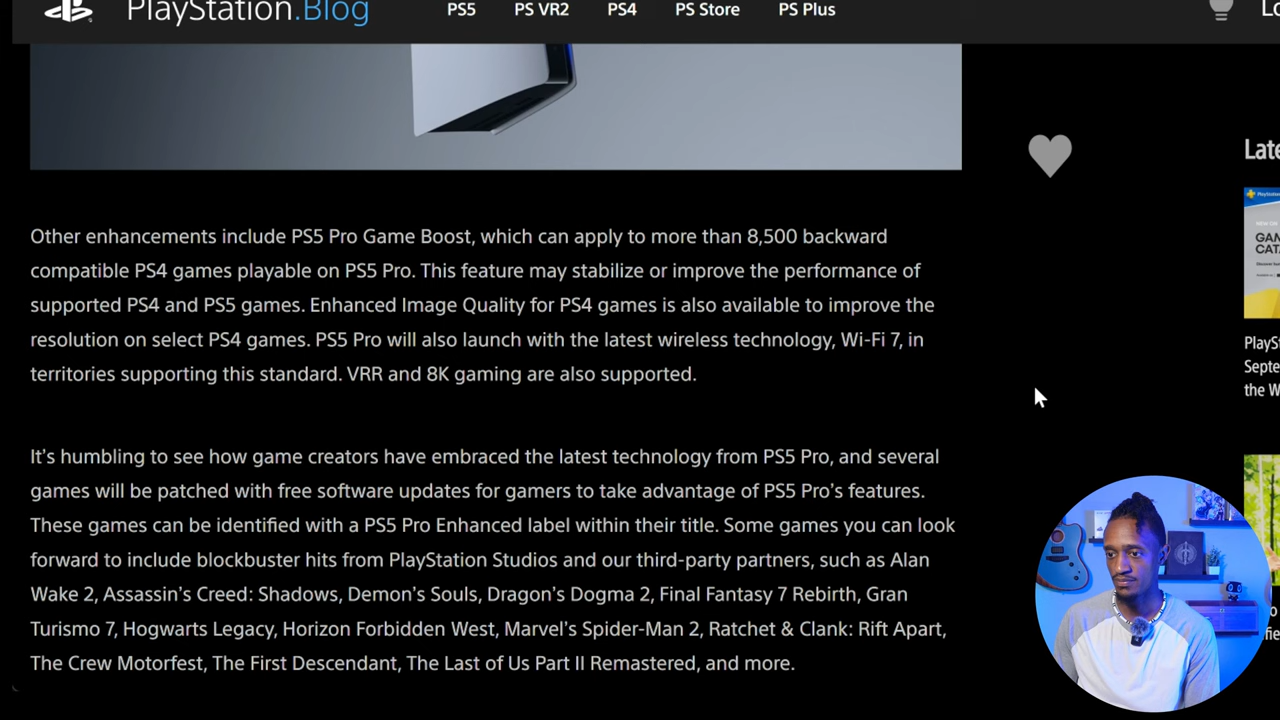 PlayStation.Blog
PS5
PS VR2
PS4
PS Store
PS Plus
Other enhancements include PS5 Pro Game Boost, which can apply to more than 8,500 backward
compatible PS4 games playable on PS5 Pro. This feature may stabilize or improve the performance of
supported PS4 and PS5 games. Enhanced Image Quality for PS4 games is also available to improve the
resolution on select PS4 games. PS5 Pro will also launch with the latest wireless technology, Wi-Fi 7, in
territories supporting this standard. VRR and 8K gaming are also supported.
It's humbling to see how game creators have embraced the latest technology from PS5 Pro, and several
games will be patched with free software updates for gamers to take advantage of PS5 Pro's features.
These games can be identified with a PS5 Pro Enhanced label within their title. Some games you can look
forward to include blockbuster hits from PlayStation Studios and our third-party partners, such as Alan
Wake 2, Assassin's Creed: Shadows, Demon's Souls, Dragon's Dogma 2, Final Fantasy 7 Rebirth, Gran
Turismo 7, Hogwarts Legacy, Horizon Forbidden West, Marvel's Spider-Man 2, Ratchet & Clank: Rift Apart,
The Crew Motorfest, The First Descendant, The Last of Us Part II Remastered, and more.
Late
PlaySt
Septe
the W